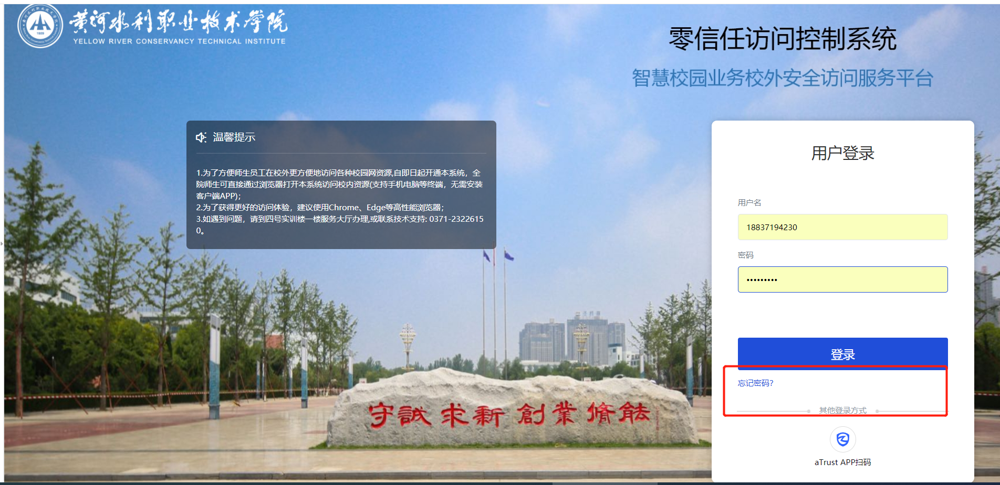 黄河水利职业技术学院
YELLOW RIVER CONSERVANCY TECHNICAL INSTITUTE
1929
零信任访问控制系统
智慧校园业务校外安全访问服务平台
温馨提示
1.为了方便师生员工在校外更方便地访问各种校园网资源,自即日起开通本系统，全
院师生可直接通过浏览器打开本系统访问校内资源(支持手机电脑等终端，无需安装
客户端APP)；
2.为了获得更好的访问体验，建议使用Chrome、Edge等高性能浏览器；
3.如遇到问题，请到四号实训楼一楼服务大厅办理,或联系技术支持: 0371-2322615
0。
用户登录
用户名
18837194230
密码
•••••••••
登录
忘记密码?
其他登录方式
aTrust APP扫码
守誠 求新 創業 脩能